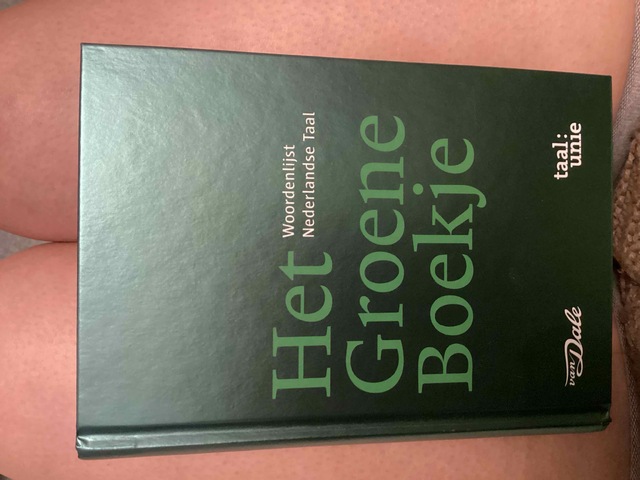 Het
Woordenlijst
Nederlandse Taal
Groene
Boekje
van Dale
taal:
unie